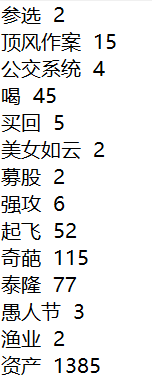 参选 2
顶风作案 15
公交系统 4
喝 45
买回 5
美女如云 2
募股 2
强攻 6
起飞 52
奇葩 115
泰隆 77
愚人节 3
渔业 2
资产 1385